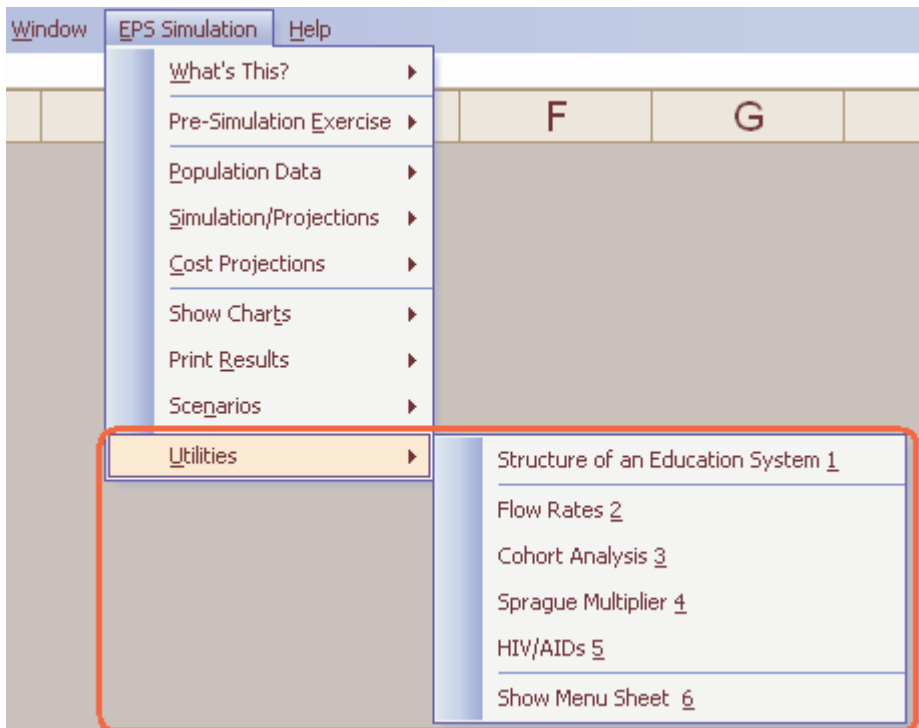 Window EPS Simulation Help
What's This?
F G
Pre-Simulation Exercise
Population Data
Simulation/Projections
Cost Projections
Show Charts
Print Results
Scenarios
Utilities
Structure of an Education System 1
Flow Rates 2
Cohort Analysis 3
Sprague Multiplier 4
HIV/AIDs 5
Show Menu Sheet 6